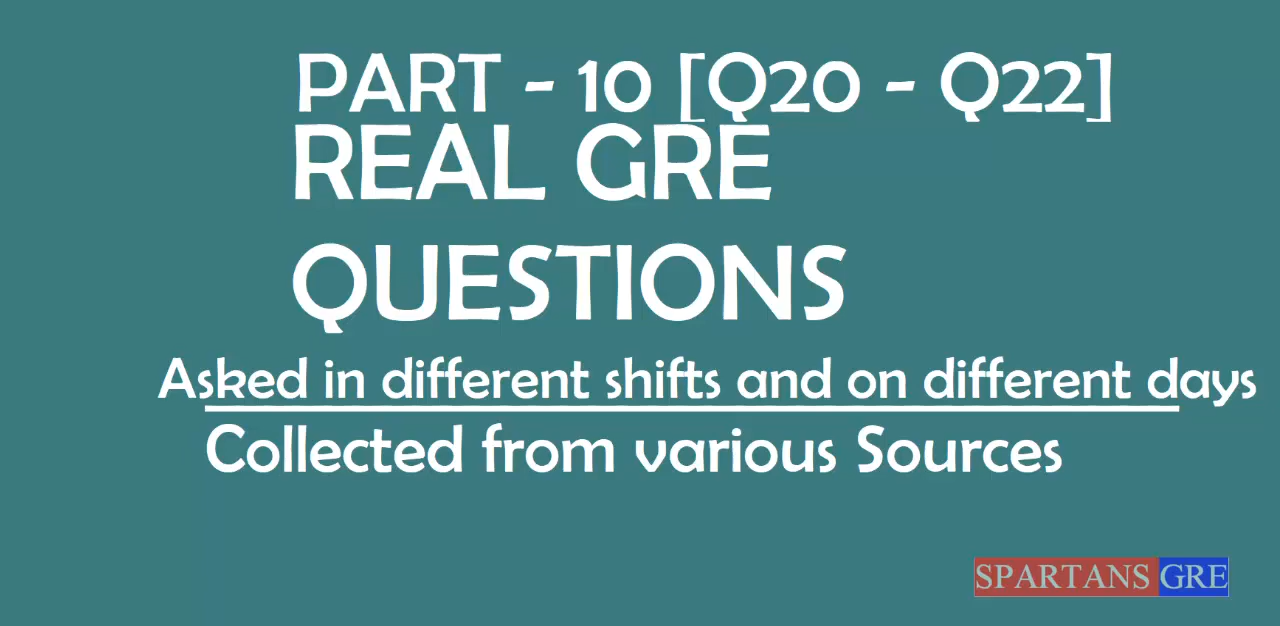 PART - 10 [Q20 - Q22]
REAL GRE
QUESTIONS
Asked in different shifts and on different days
Collected from various Sources
SPARTANS GRE